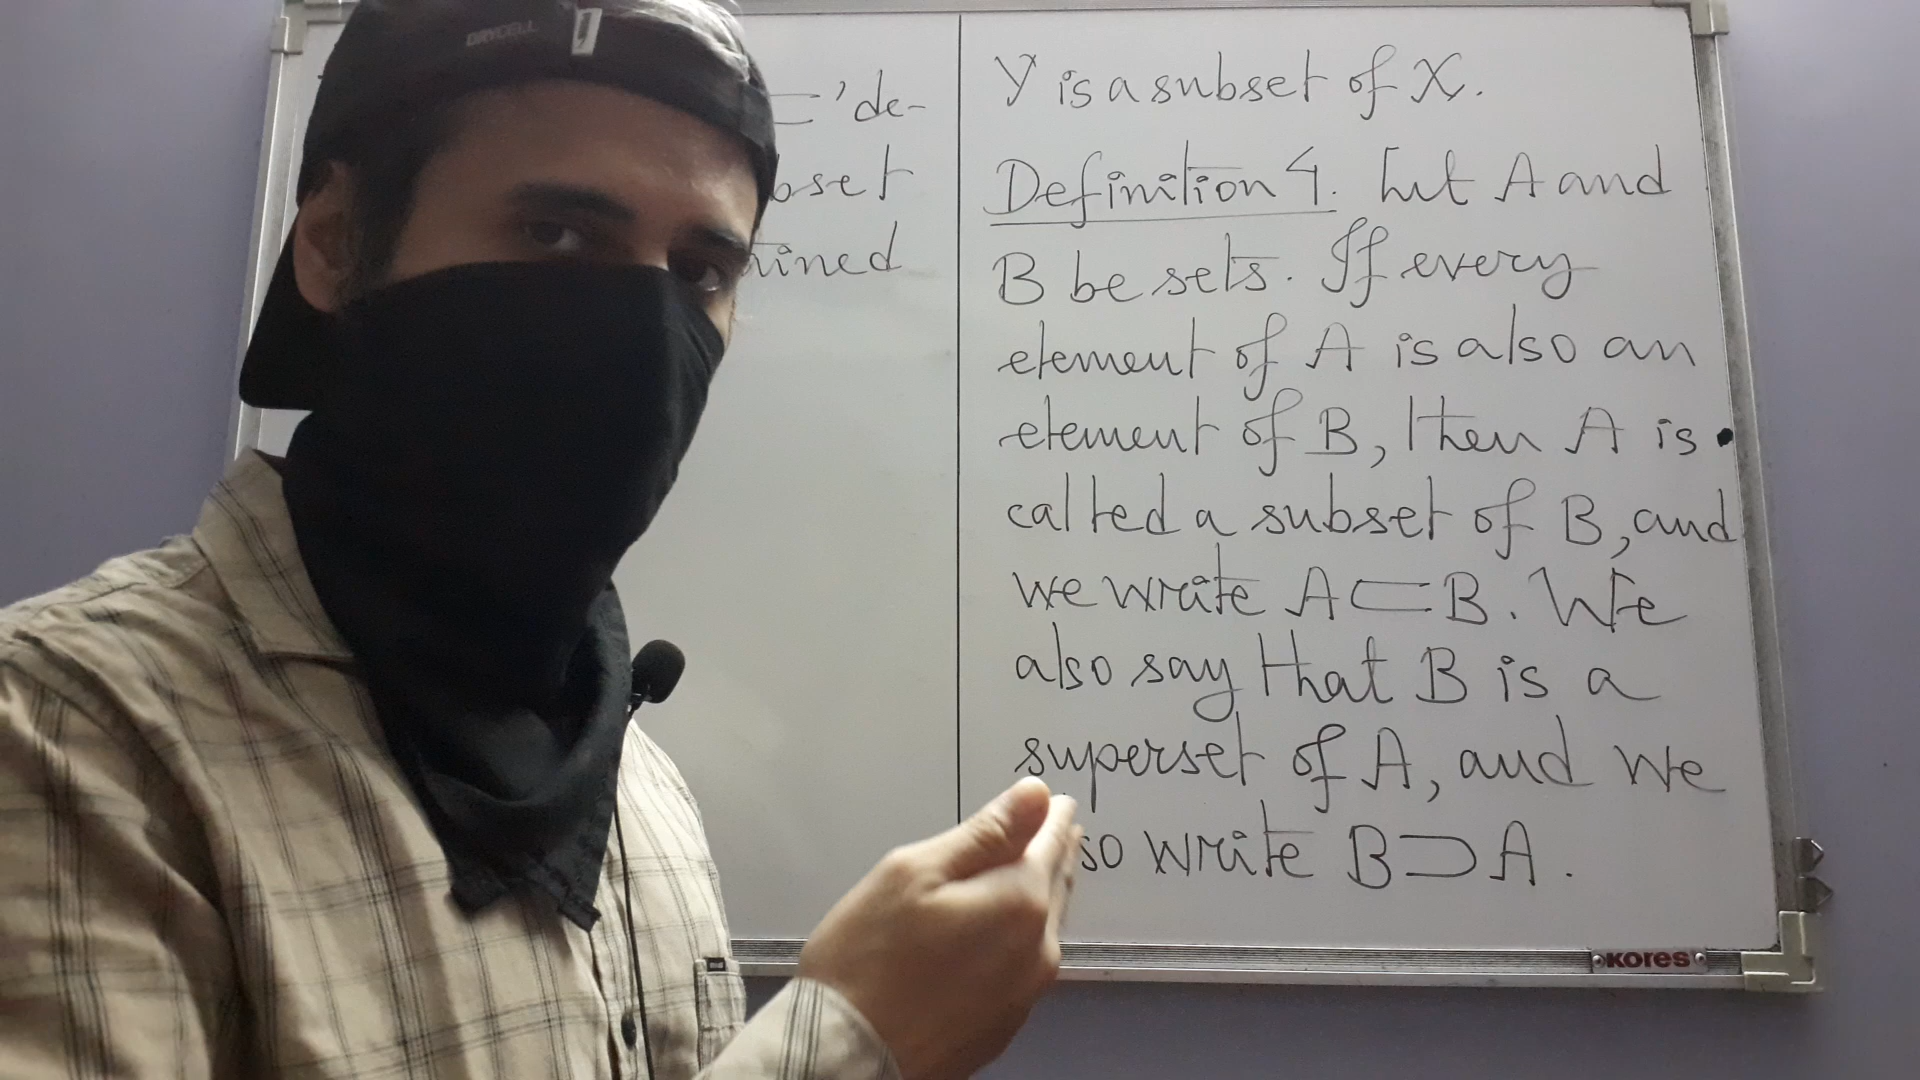 DRYCELL
⊂' de-
ined
Y is a subset of X.
Definition 4. Let A and
B be sets. If every
element of A is also an
element of B, then A is
called a subset of B, and
we write A⊂B. We
also say that B is a
superset of A, and we
so write B⊃A.
KORES